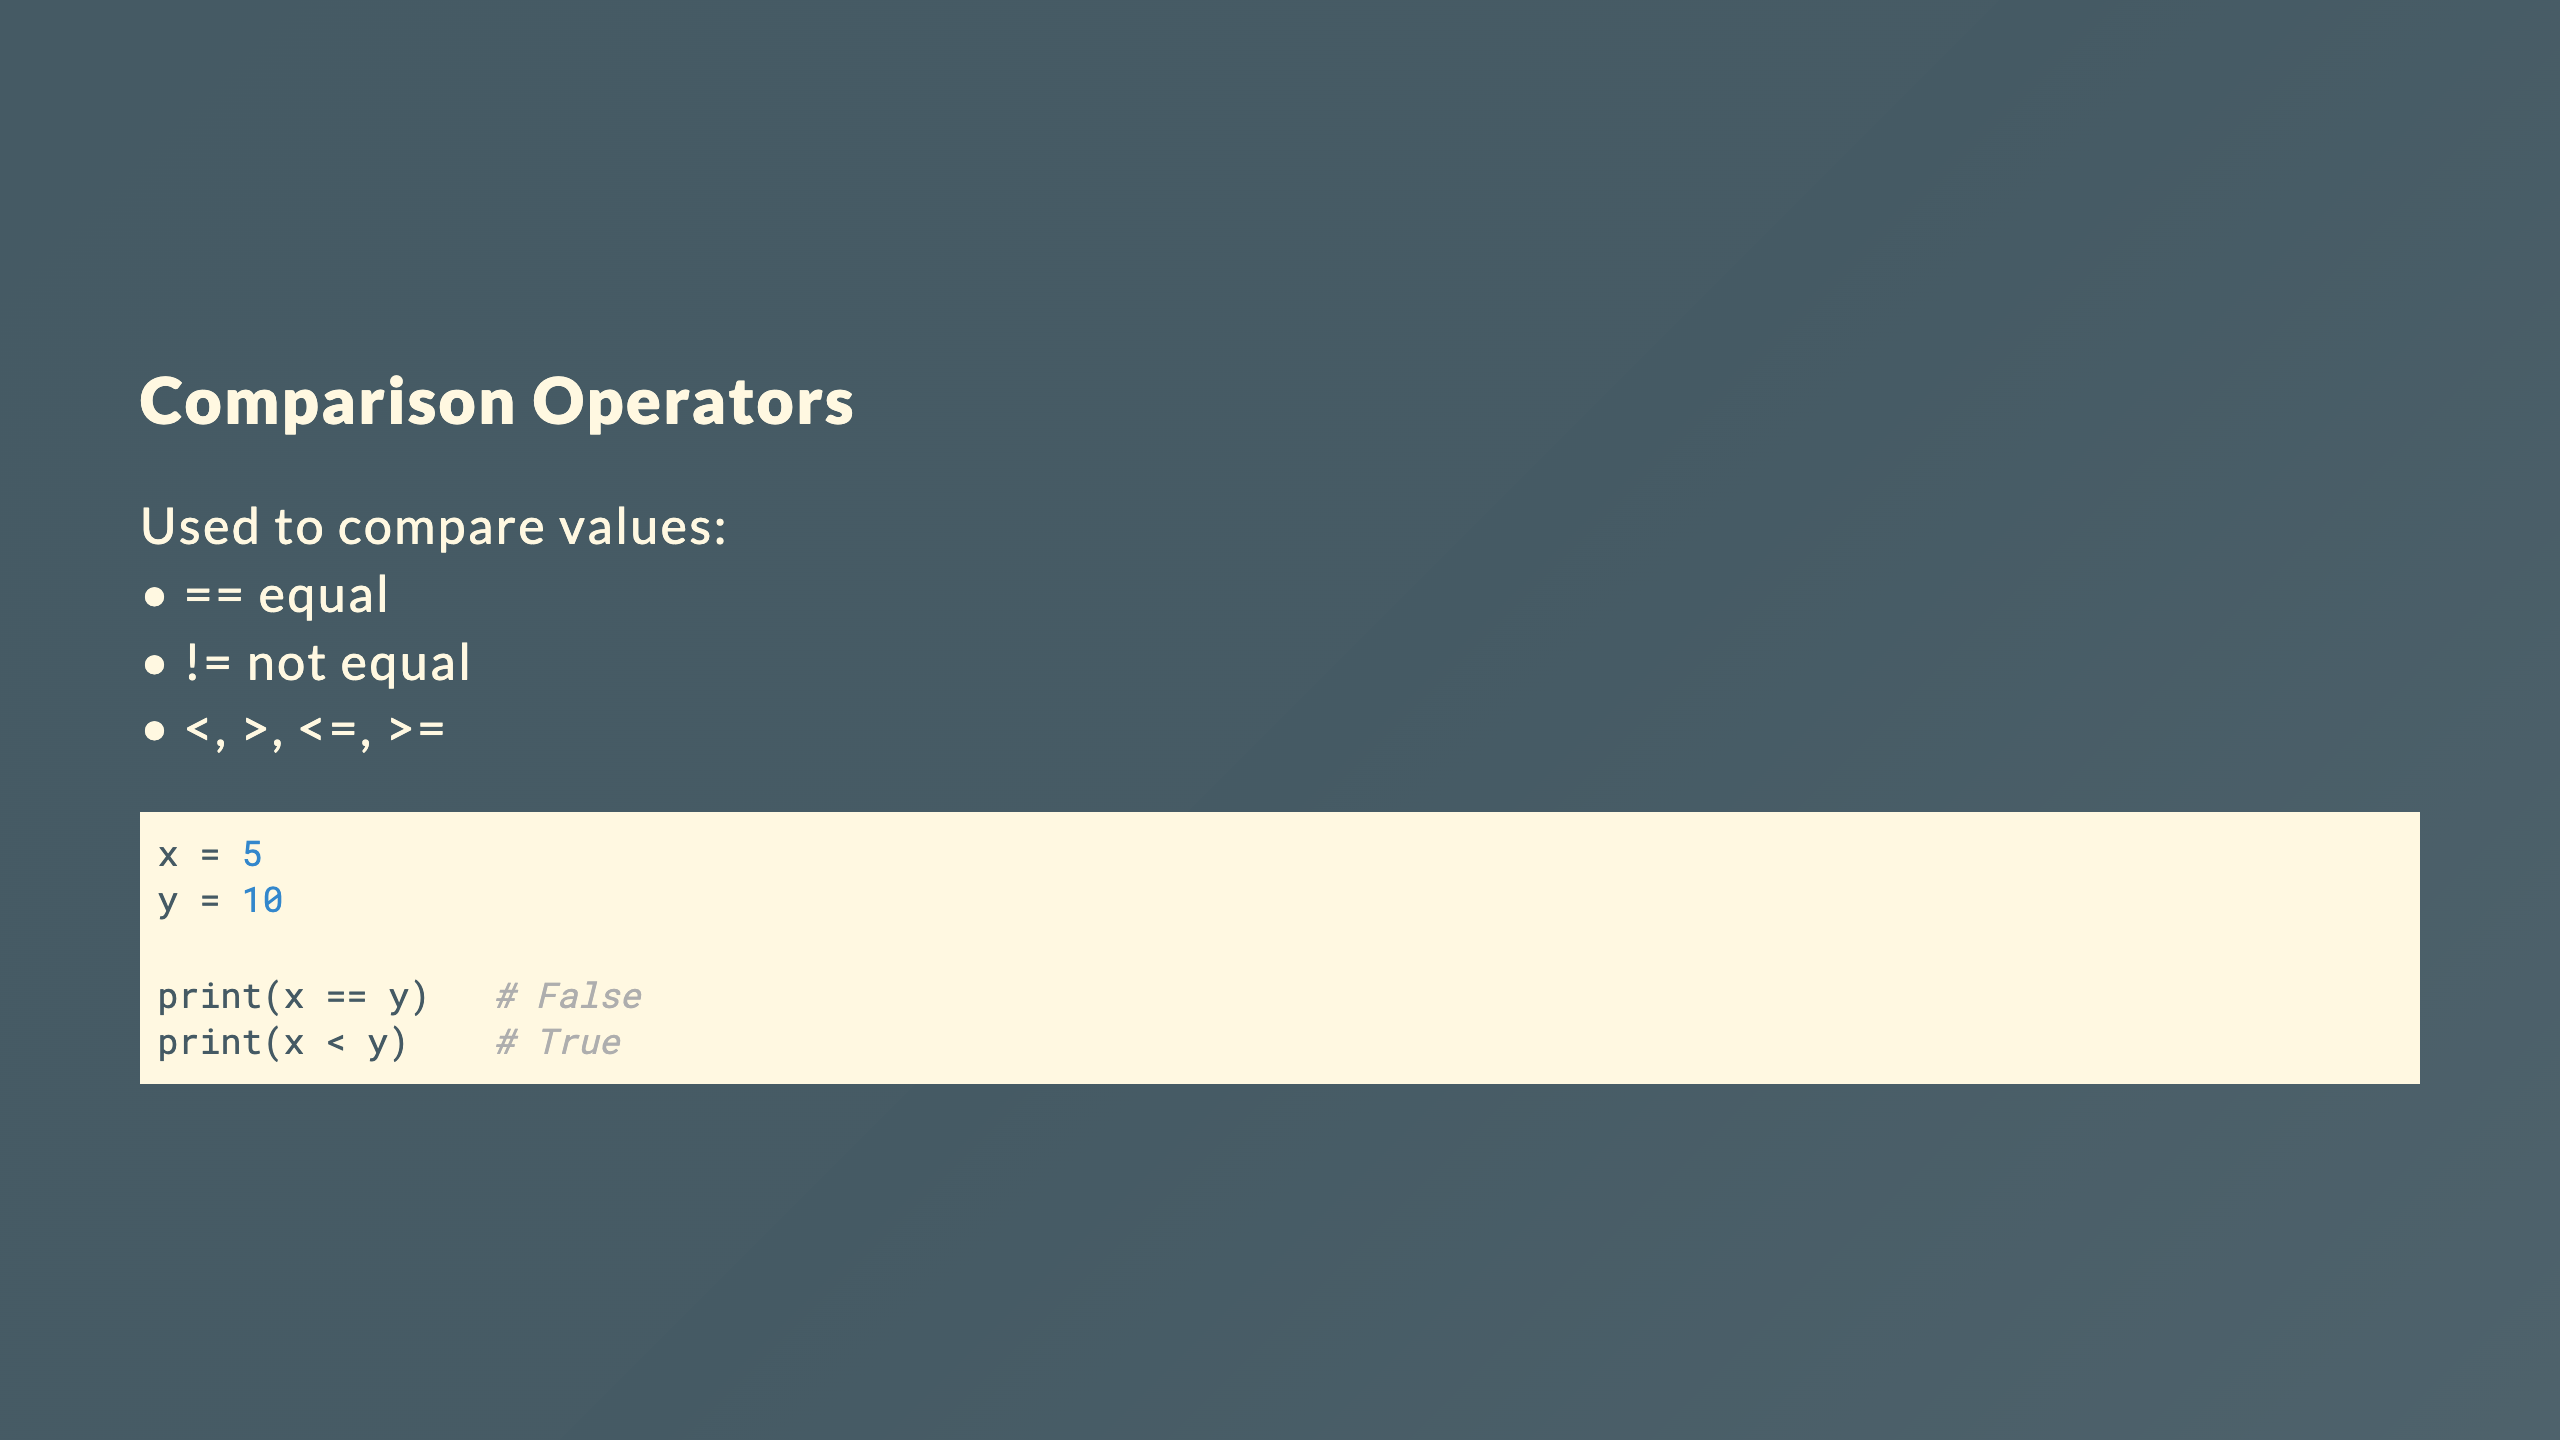 Comparison Operators
Used to compare values:
• == equal
• != not equal
• <, >, <=, >=
x = 5
y = 10
print(x == y)   # False
print(x < y)    # True